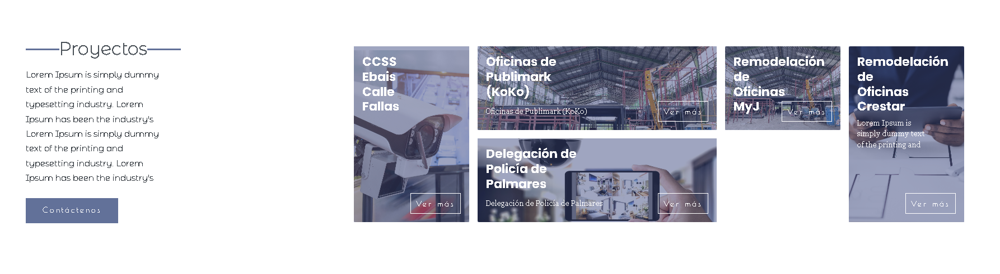 Proyectos
Lorem Ipsum is simply dummy
text of the printing and
typesetting industry. Lorem
Ipsum has been the industry's
Lorem Ipsum is simply dummy
text of the printing and
typesetting industry. Lorem
Ipsum has been the industry's
Contáctenos
CCSS
Ebais
Calle
Fallas
Ver más
Oficinas de
Publimark
(KoKo)
Oficinas de Publimark (KoKo)
Ver más
Delegación de
Policía de
Palmares
Delegación de Policía de Palmares
Ver más
Remodelación
de
Oficinas
MyJ
Ver más
Remodelación
de
Oficinas
Crestar
Lorem Ipsum is
simply dummy text
of the printing and
Ver más